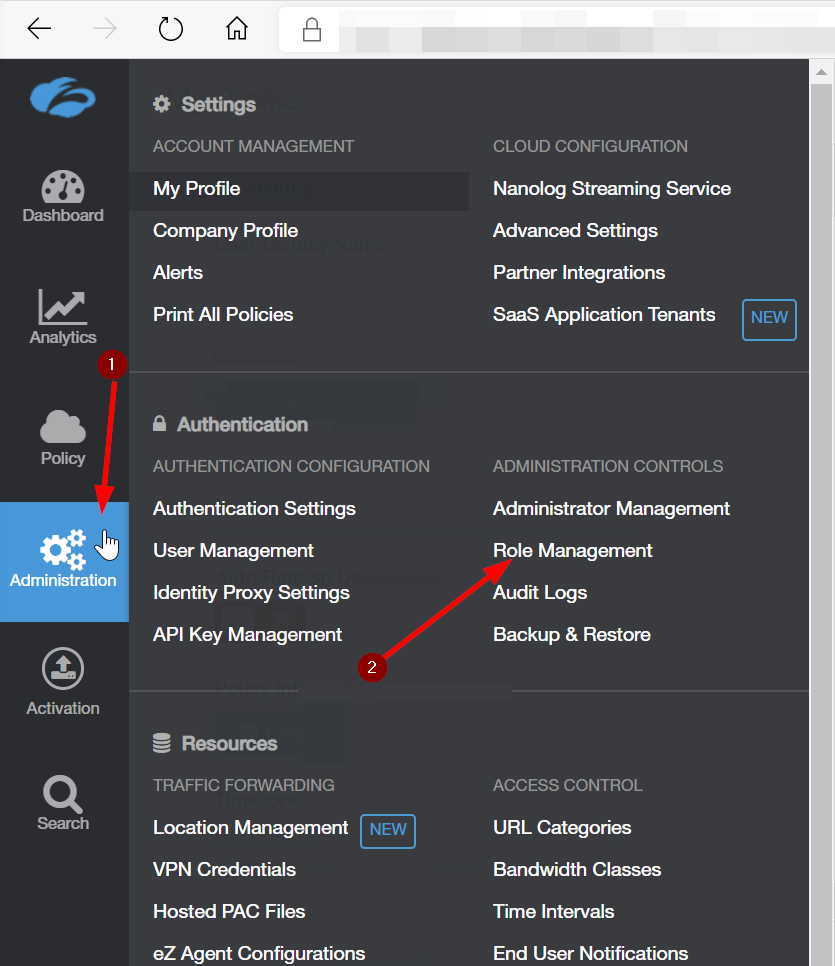 Dashboard
Analytics
1
Policy
Administration
Activation
Search
Settings
ACCOUNT MANAGEMENT
My Profile
Company Profile
Alerts
Print All Policies
CLOUD CONFIGURATION
Nanolog Streaming Service
Advanced Settings
Partner Integrations
SaaS Application Tenants NEW
Authentication
AUTHENTICATION CONFIGURATION
Authentication Settings
User Management
Identity Proxy Settings
API Key Management
ADMINISTRATION CONTROLS
Administrator Management
Role Management
Audit Logs
Backup & Restore
2
Resources
TRAFFIC FORWARDING
Location Management NEW
VPN Credentials
Hosted PAC Files
eZ Agent Configurations
ACCESS CONTROL
URL Categories
Bandwidth Classes
Time Intervals
End User Notifications